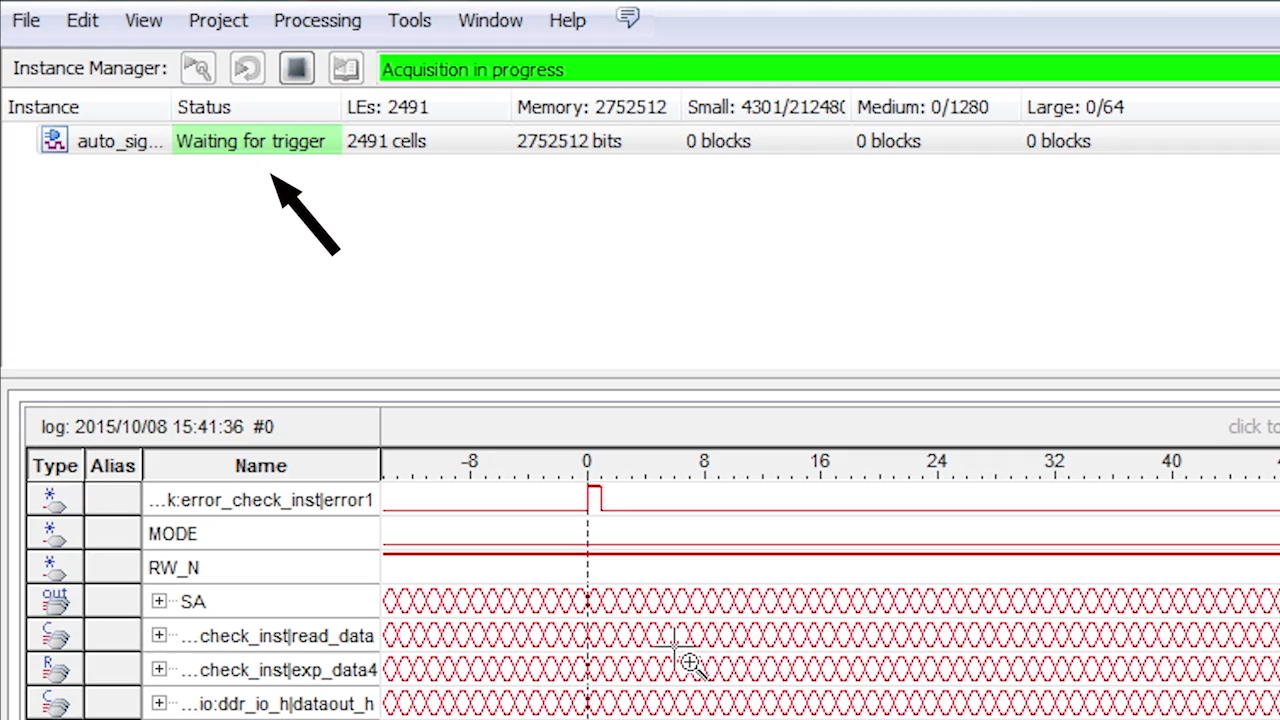 File Edit View Project Processing Tools Window Help
Instance Manager: Acquisition in progress
Instance Status LEs: 2491 Memory: 2752512 Small: 4301/212480 Medium: 0/1280 Large: 0/64
auto_sig... Waiting for trigger 2491 cells 2752512 bits 0 blocks 0 blocks 0 blocks
log: 2015/10/08 15:41:36 #0 click to
Type Alias Name -8 0 8 16 24 32 40
...k:error_check_inst|error1
MODE
RW_N
out SA
C ...check_inst|read_data
R ...check_inst|exp_data4
C ...io:ddr_io_h|dataout_h